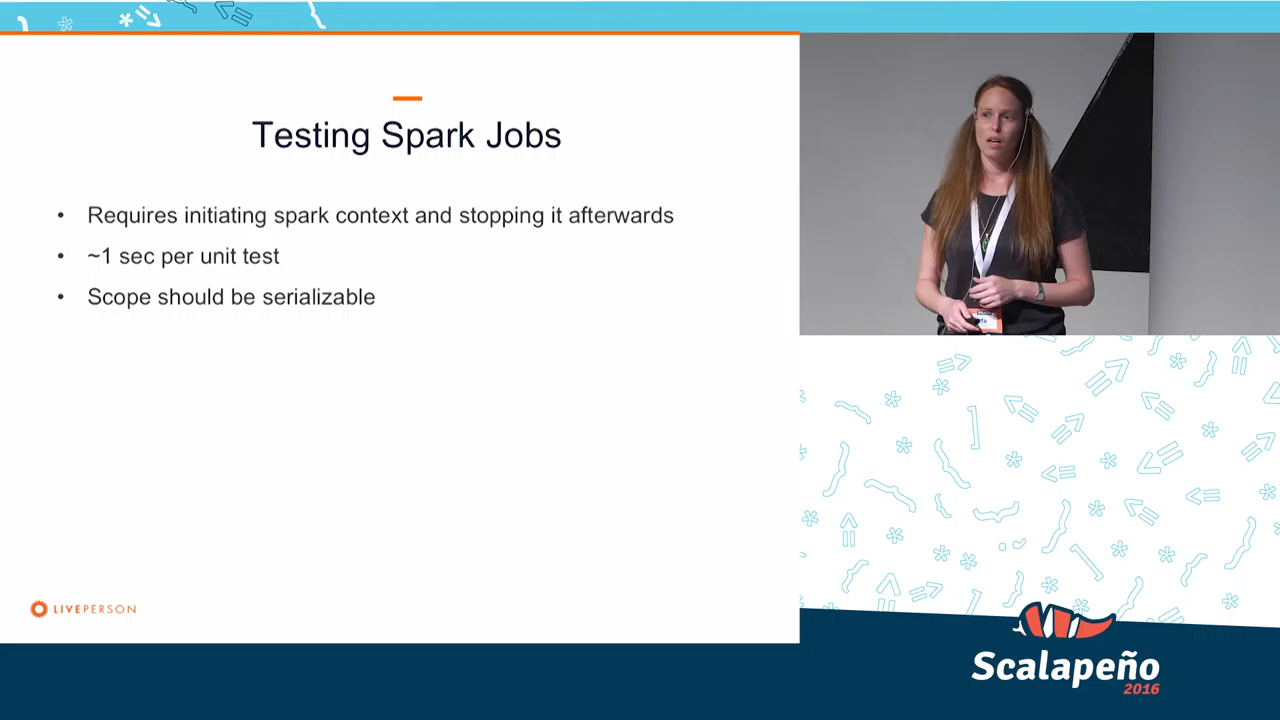 Testing Spark Jobs
• Requires initiating spark context and stopping it afterwards
• ~1 sec per unit test
• Scope should be serializable
LIVEPERSON
Scalapeño
2016